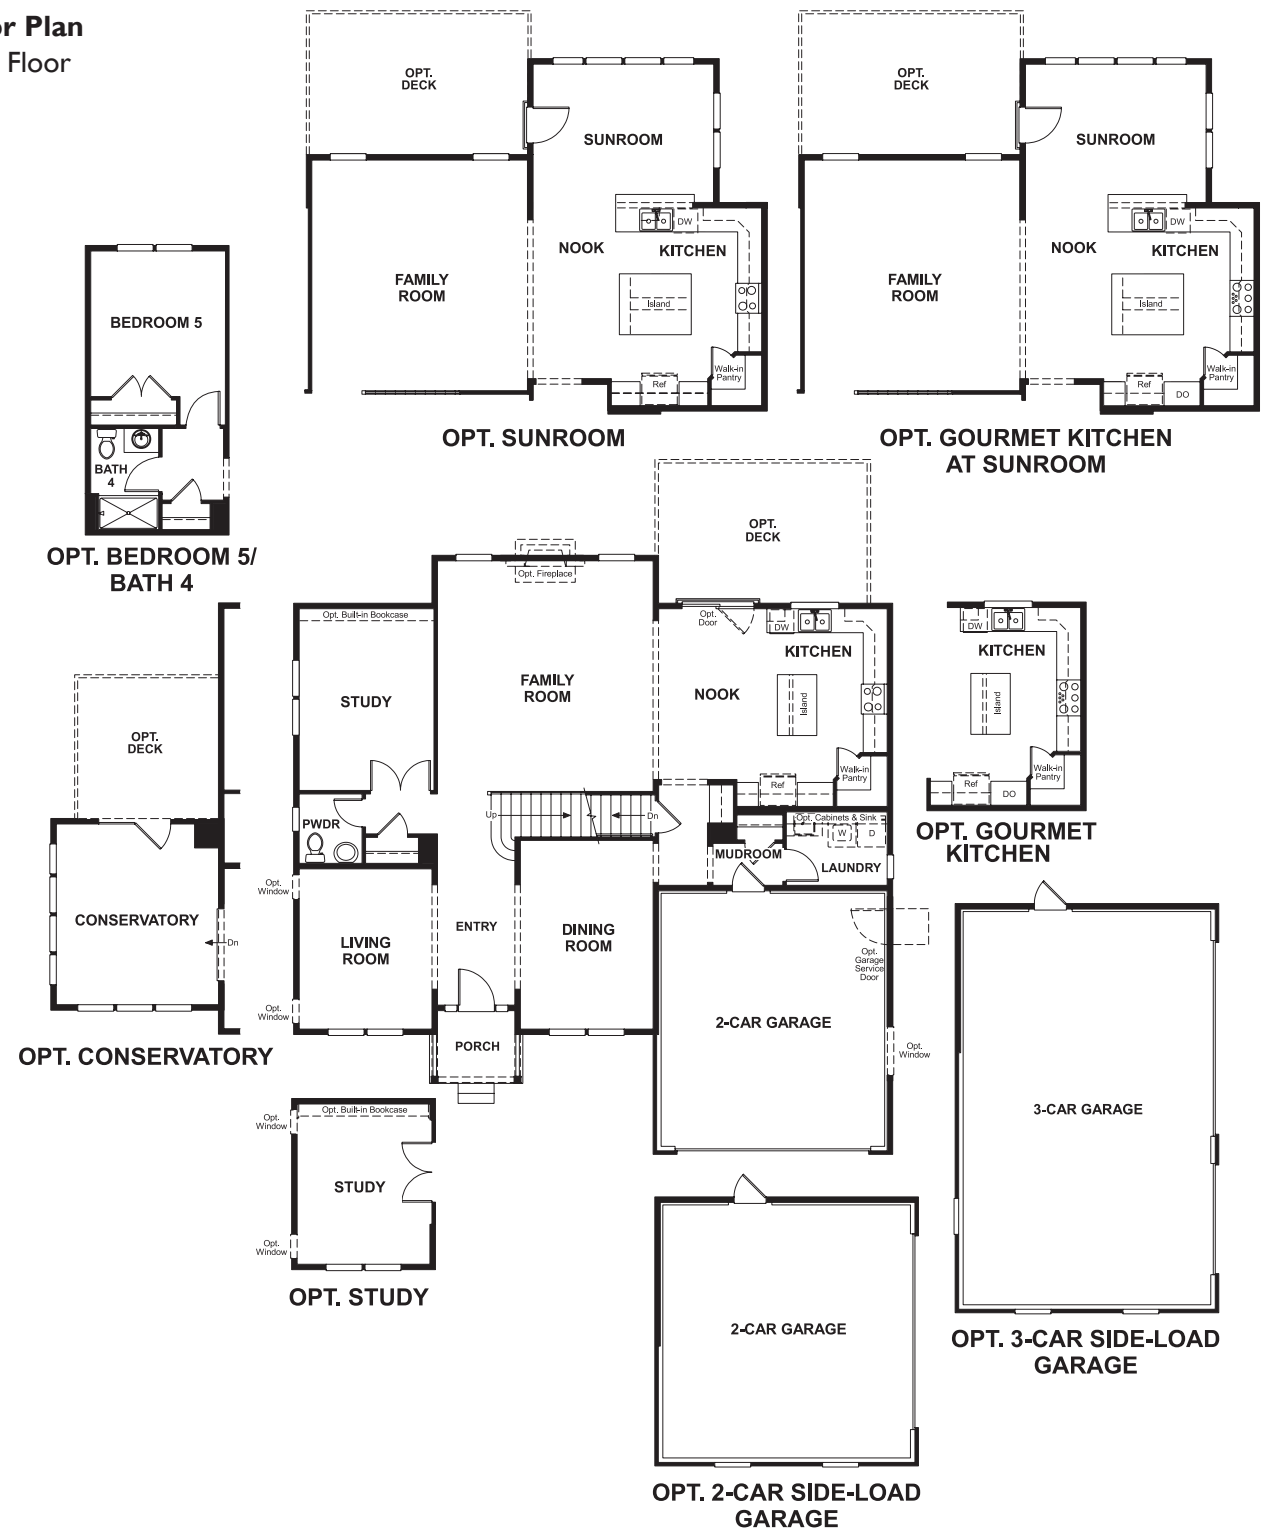 or Plan
Floor
OPT.
DECK
SUNROOM
NOOK
DW
KITCHEN
FAMILY
ROOM
Island
Walk-in
Pantry
Ref
OPT. SUNROOM
OPT.
DECK
SUNROOM
NOOK
DW
KITCHEN
FAMILY
ROOM
Island
Walk-in
Pantry
Ref
DO
OPT. GOURMET KITCHEN
AT SUNROOM
BEDROOM 5
BATH
4
OPT. BEDROOM 5/
BATH 4
OPT.
DECK
Opt. Fireplace
Opt. Built-in Bookcase
Opt.
Door
DW
KITCHEN
FAMILY
ROOM
NOOK
STUDY
Island
Walk-in
Pantry
Ref
Up
Dn
PWDR
Opt. Cabinets & Sink
W
D
MUDROOM
LAUNDRY
Opt.
Window
ENTRY
LIVING
ROOM
DINING
ROOM
Opt.
Garage
Service
Door
Opt.
Window
2-CAR GARAGE
PORCH
Opt.
Window
DW
KITCHEN
Island
Walk-in
Pantry
Ref
DO
OPT. GOURMET
KITCHEN
OPT.
DECK
CONSERVATORY
Dn
OPT. CONSERVATORY
Opt. Built-in Bookcase
Opt.
Window
STUDY
Opt.
Window
OPT. STUDY
3-CAR GARAGE
OPT. 3-CAR SIDE-LOAD
GARAGE
2-CAR GARAGE
OPT. 2-CAR SIDE-LOAD
GARAGE